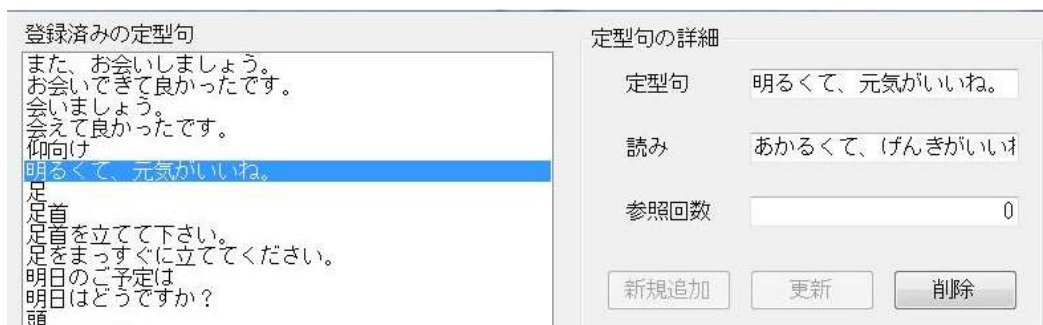 登録済みの定型句
また、お会いしましょう。
お会いできて良かったです。
会いましょう。
会えて良かったです。
仰向け
明るくて、元気がいいね。
足
足首
足首を立てて下さい。
足をまっすぐに立ててください。
明日のご予定は
明日はどうですか？
頭
定型句の詳細
定型句 明るくて、元気がいいね。
読み あかるくて、げんきがいい
参照回数 0
新規追加 更新 削除